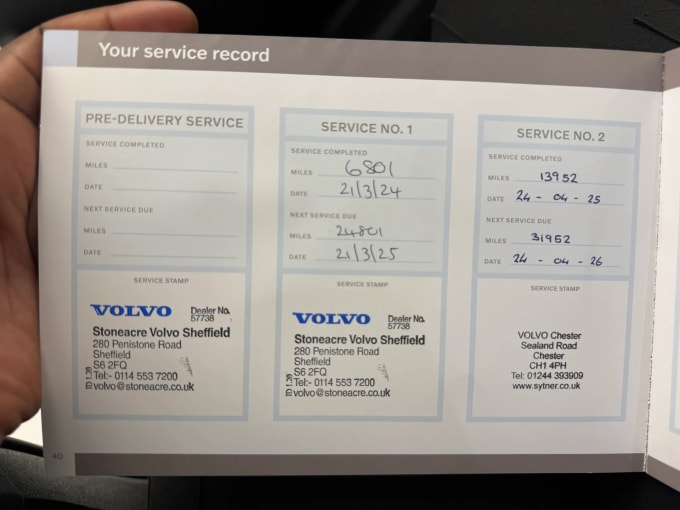 Your service record
PRE-DELIVERY SERVICE
SERVICE COMPLETED
MILES
DATE
NEXT SERVICE DUE
MILES
DATE
SERVICE STAMP
VOLVO Dealer No.
57738
Stoneacre Volvo Sheffield
280 Penistone Road
Sheffield
S6 2FQ
Tel:- 0114 553 7200
volvo@stoneacre.co.uk
SERVICE NO. 1
SERVICE COMPLETED
MILES 6801
DATE 21/3/24
NEXT SERVICE DUE
MILES 24801
DATE 21/3/25
SERVICE STAMP
VOLVO Dealer No.
57738
Stoneacre Volvo Sheffield
280 Penistone Road
Sheffield
S6 2FQ
Tel:- 0114 553 7200
volvo@stoneacre.co.uk
SERVICE NO. 2
SERVICE COMPLETED
MILES 13952
DATE 24 - 04 - 25
NEXT SERVICE DUE
MILES 31952
DATE 24 - 04 - 26
SERVICE STAMP
VOLVO Chester
Sealand Road
Chester
CH1 4PH
Tel: 01244 393909
www.sytner.co.uk
40